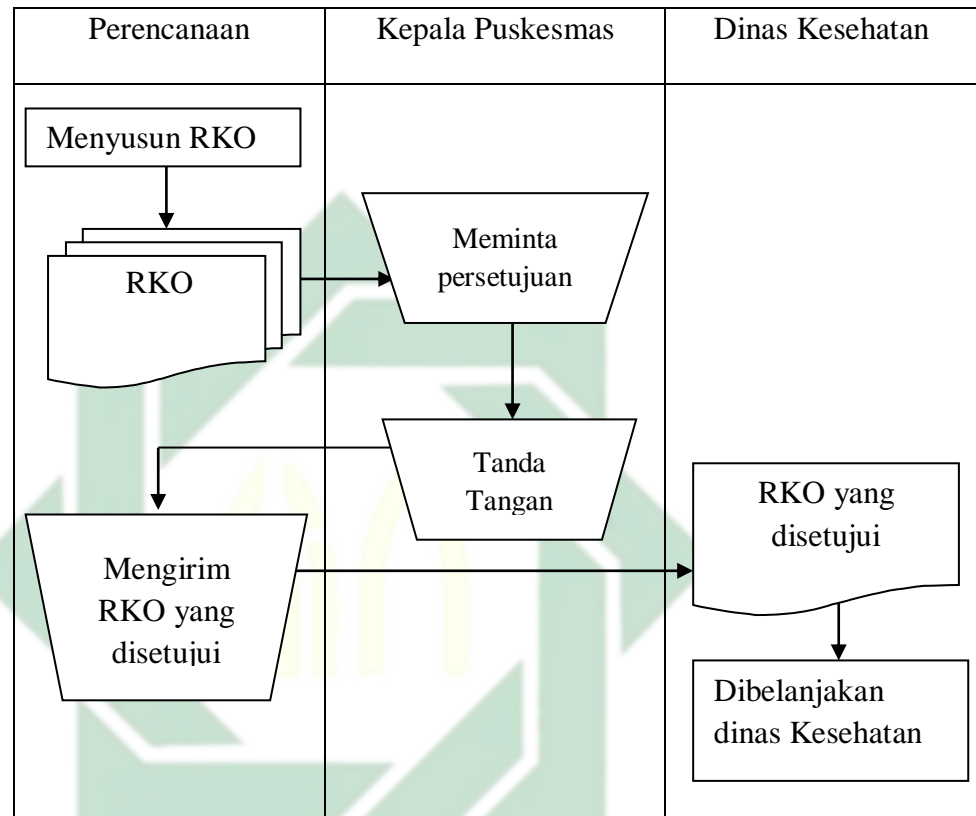 Perencanaan
Kepala Puskesmas
Dinas Kesehatan
Menyusun RKO
RKO
Meminta
persetujuan
Tanda
Tangan
Mengirim
RKO yang
disetujui
RKO yang
disetujui
Dibelanjakan
dinas Kesehatan